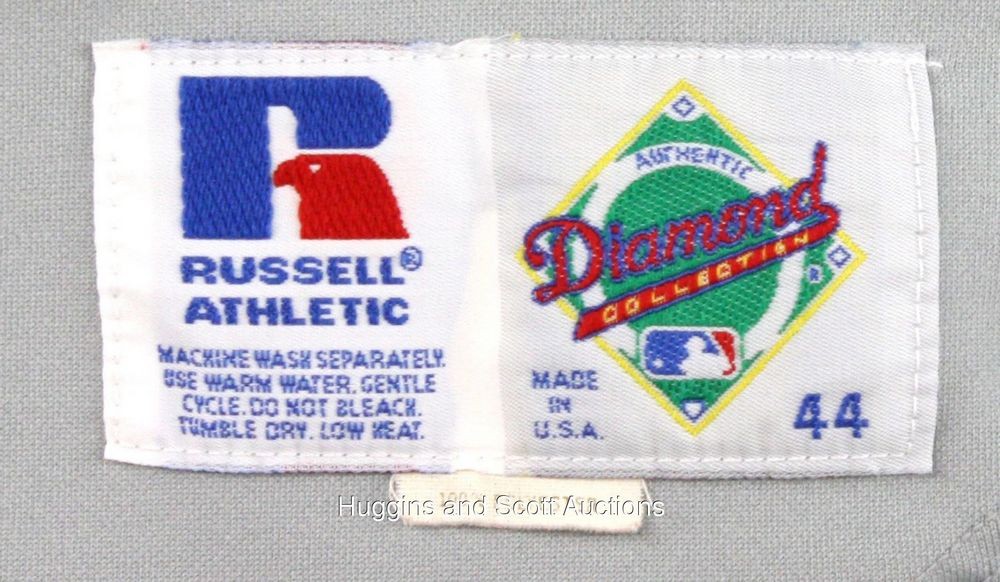 RUSSELL®
ATHLETIC
MACHINE WASH SEPARATELY.
USE WARM WATER. GENTLE
CYCLE. DO NOT BLEACH.
TUMBLE DRY. LOW HEAT.
AUTHENTIC
Diamond
COLLECTION
®
MADE
IN
U.S.A.
44
Huggins and Scott Auctions